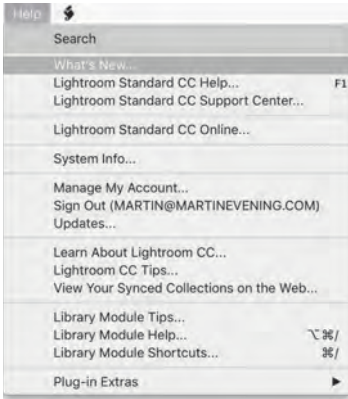 Help
Search
What's New...
Lightroom Standard CC Help... F1
Lightroom Standard CC Support Center...
Lightroom Standard CC Online...
System Info...
Manage My Account...
Sign Out (MARTIN@MARTINEVENING.COM)
Updates...
Learn About Lightroom CC...
Lightroom CC Tips...
View Your Synced Collections on the Web...
Library Module Tips...
Library Module Help... ⌥⌘/
Library Module Shortcuts... ⌘/
Plug-in Extras ▶